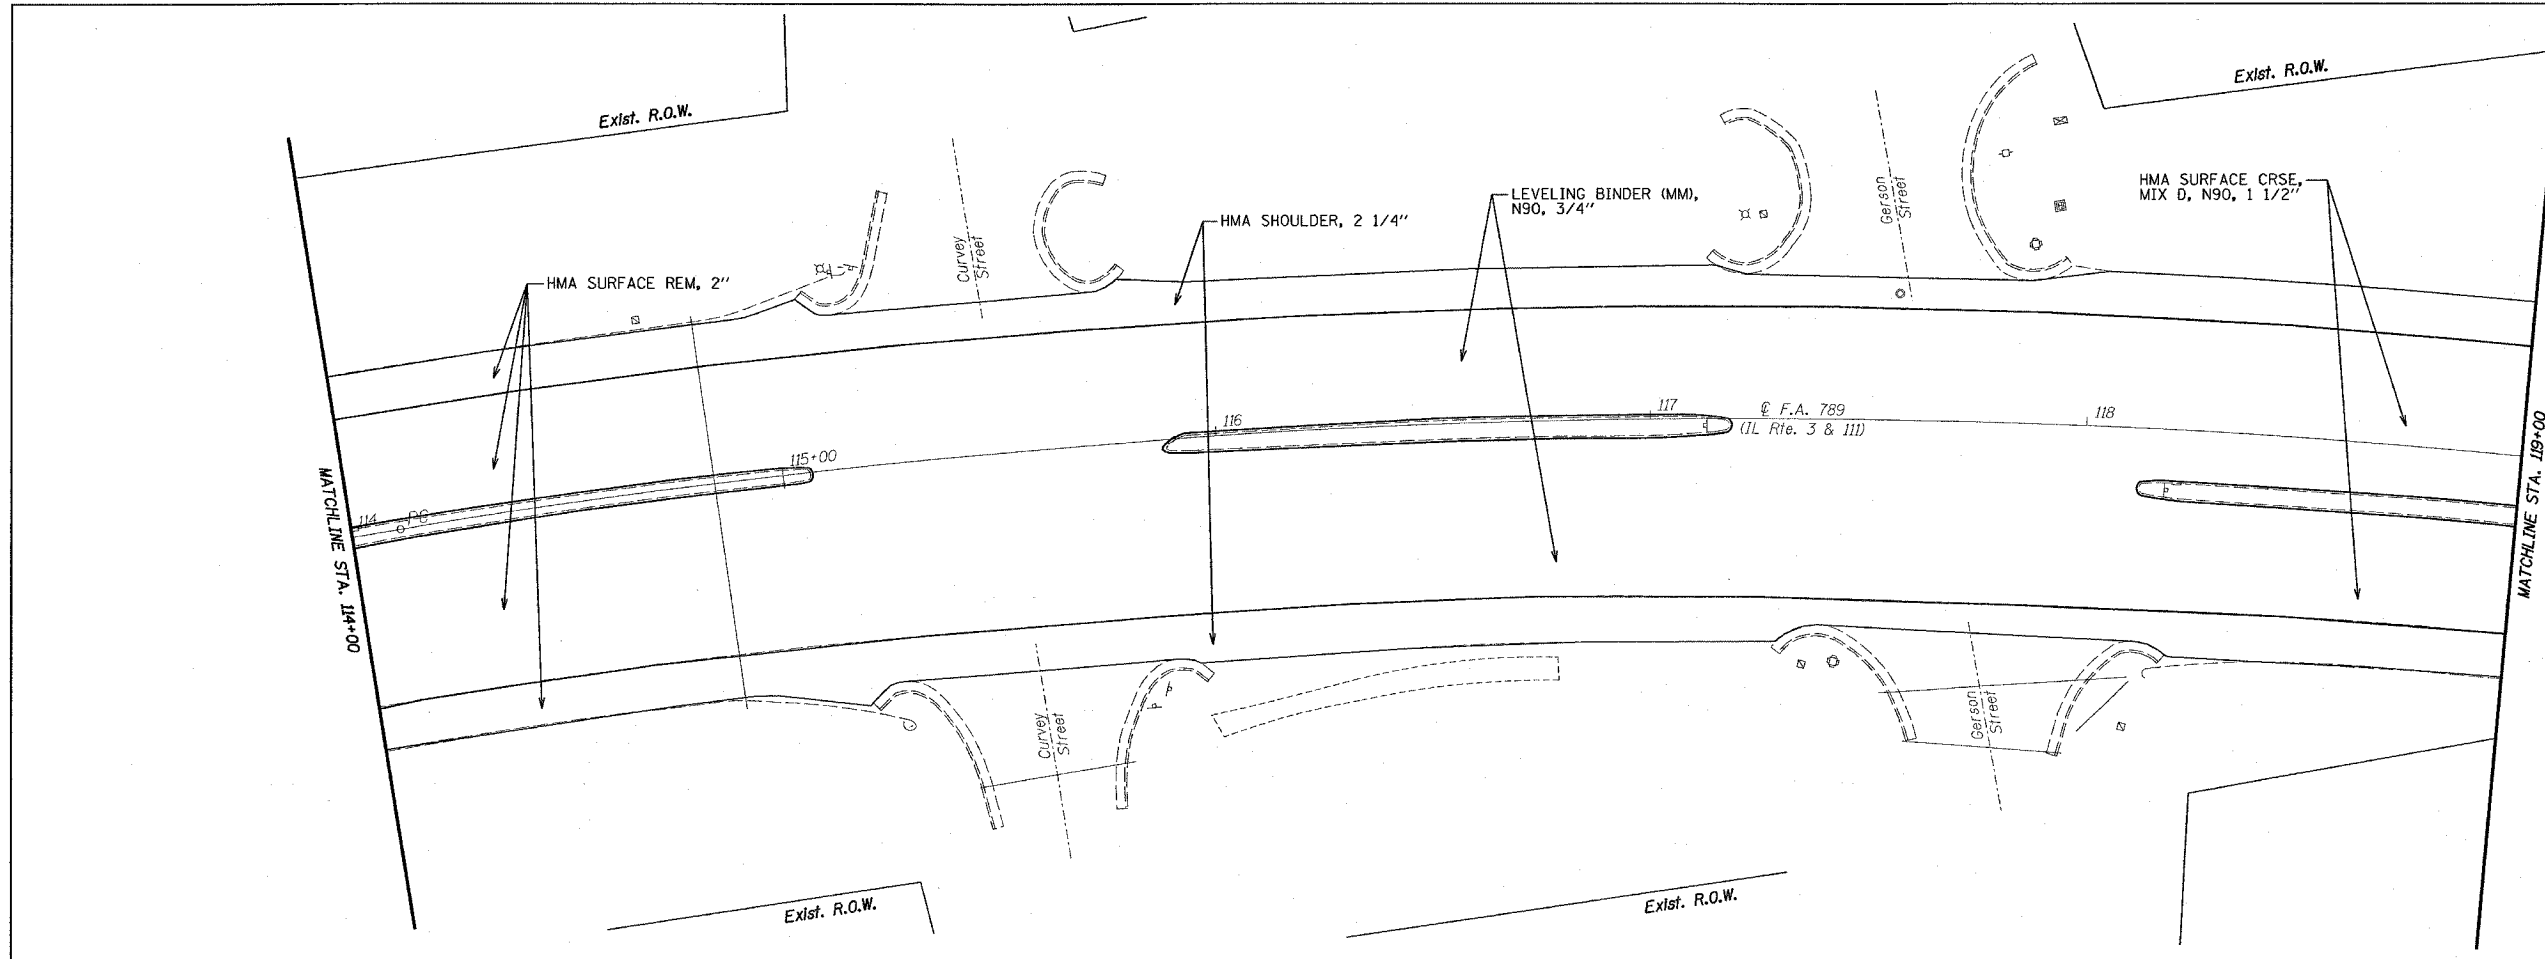 Exist. R.O.W.
Exist. R.O.W.
HMA SURFACE CRSE,
MIX D, N90, 1 1/2"
LEVELING BINDER (MM),
N90, 3/4"
Gerson
Street
HMA SHOULDER, 2 1/4"
Curvey
Street
HMA SURFACE REM, 2"
116
117
℄ F.A. 789
(IL Rte. 3 & 111)
118
115+00
114
PC
MATCHLINE STA. 114+00
MATCHLINE STA. 119+00
Curvey
Street
Gerson
Street
Exist. R.O.W.
Exist. R.O.W.